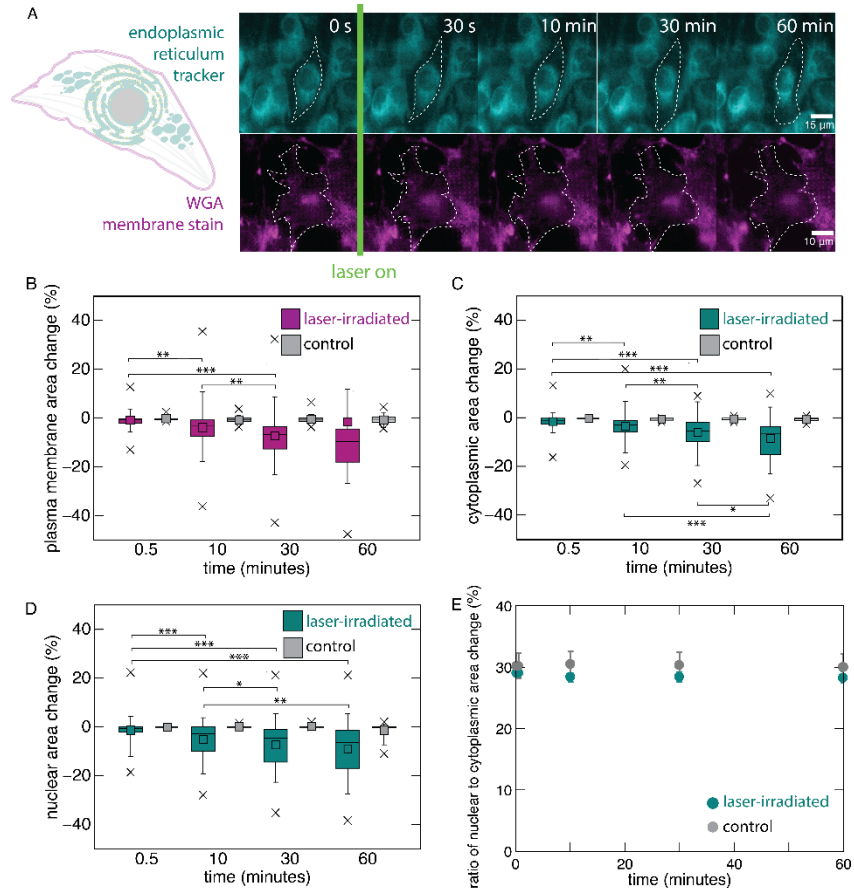 A
endoplasmic
reticulum
tracker
WGA
membrane stain
0 s
30 s
10 min
30 min
60 min
15 µm
10 µm
laser on
B
plasma membrane area change (%)
40
20
0
-20
-40
laser-irradiated
control
**
***
**
0.5
10
30
60
time (minutes)
C
cytoplasmic area change (%)
40
20
0
-20
-40
laser-irradiated
control
**
***
***
**
*
***
0.5
10
30
60
time (minutes)
D
nuclear area change (%)
40
20
0
-20
-40
laser-irradiated
control
***
***
***
*
**
0.5
10
30
60
time (minutes)
E
ratio of nuclear to cytoplasmic area change (%)
40
30
30
20
10
0
laser-irradiated
control
0
20
40
60
time (minutes)